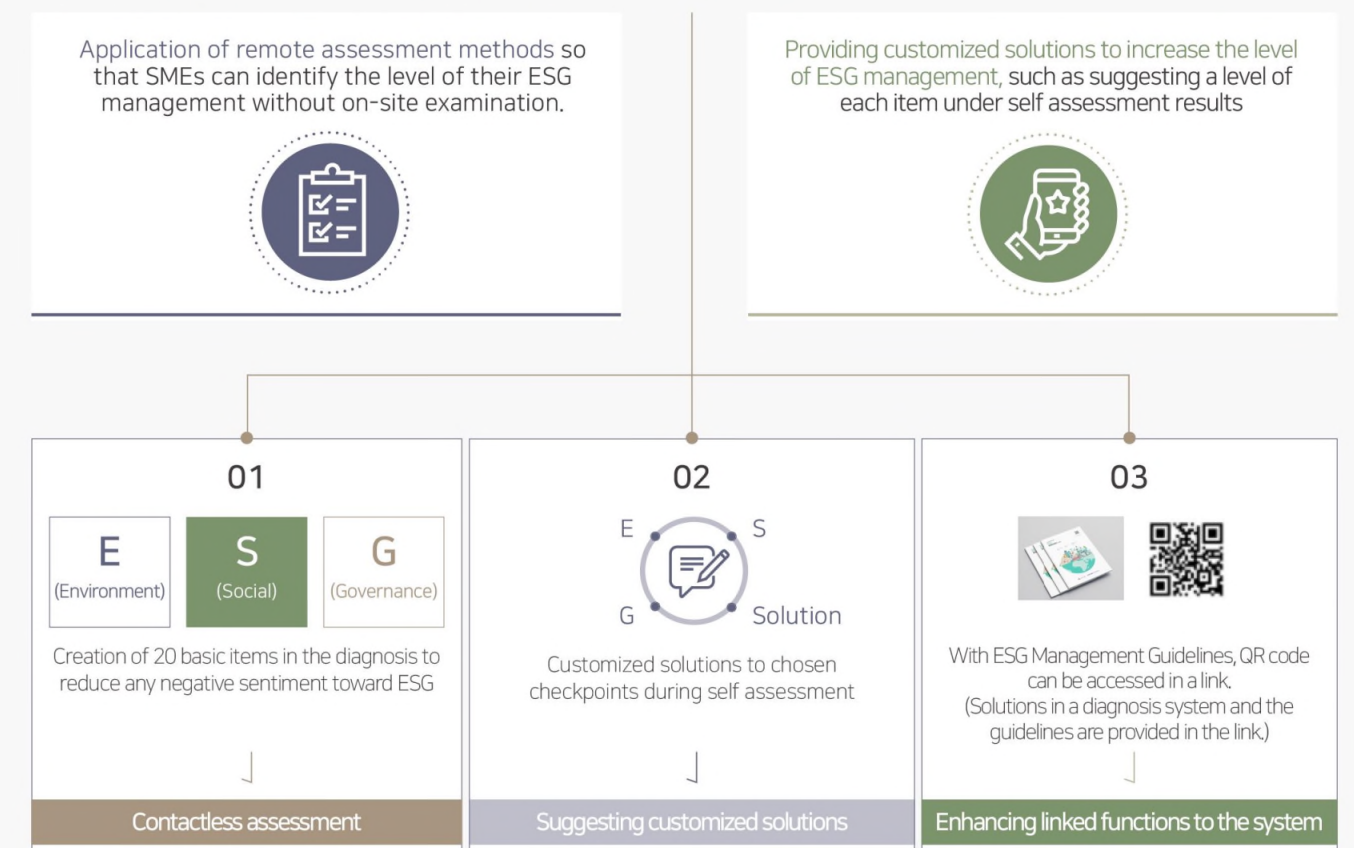 Application of remote assessment methods so
that SMEs can identify the level of their ESG
management without on-site examination.
Providing customized solutions to increase the level
of ESG management, such as suggesting a level of
each item under self assessment results
01
E
(Environment)
S
(Social)
G
(Governance)
Creation of 20 basic items in the diagnosis to
reduce any negative sentiment toward ESG
Contactless assessment
02
E
S
G
Solution
Customized solutions to chosen
checkpoints during self assessment
Suggesting customized solutions
03
With ESG Management Guidelines, QR code
can be accessed in a link.
(Solutions in a diagnosis system and the
guidelines are provided in the link.)
Enhancing linked functions to the system